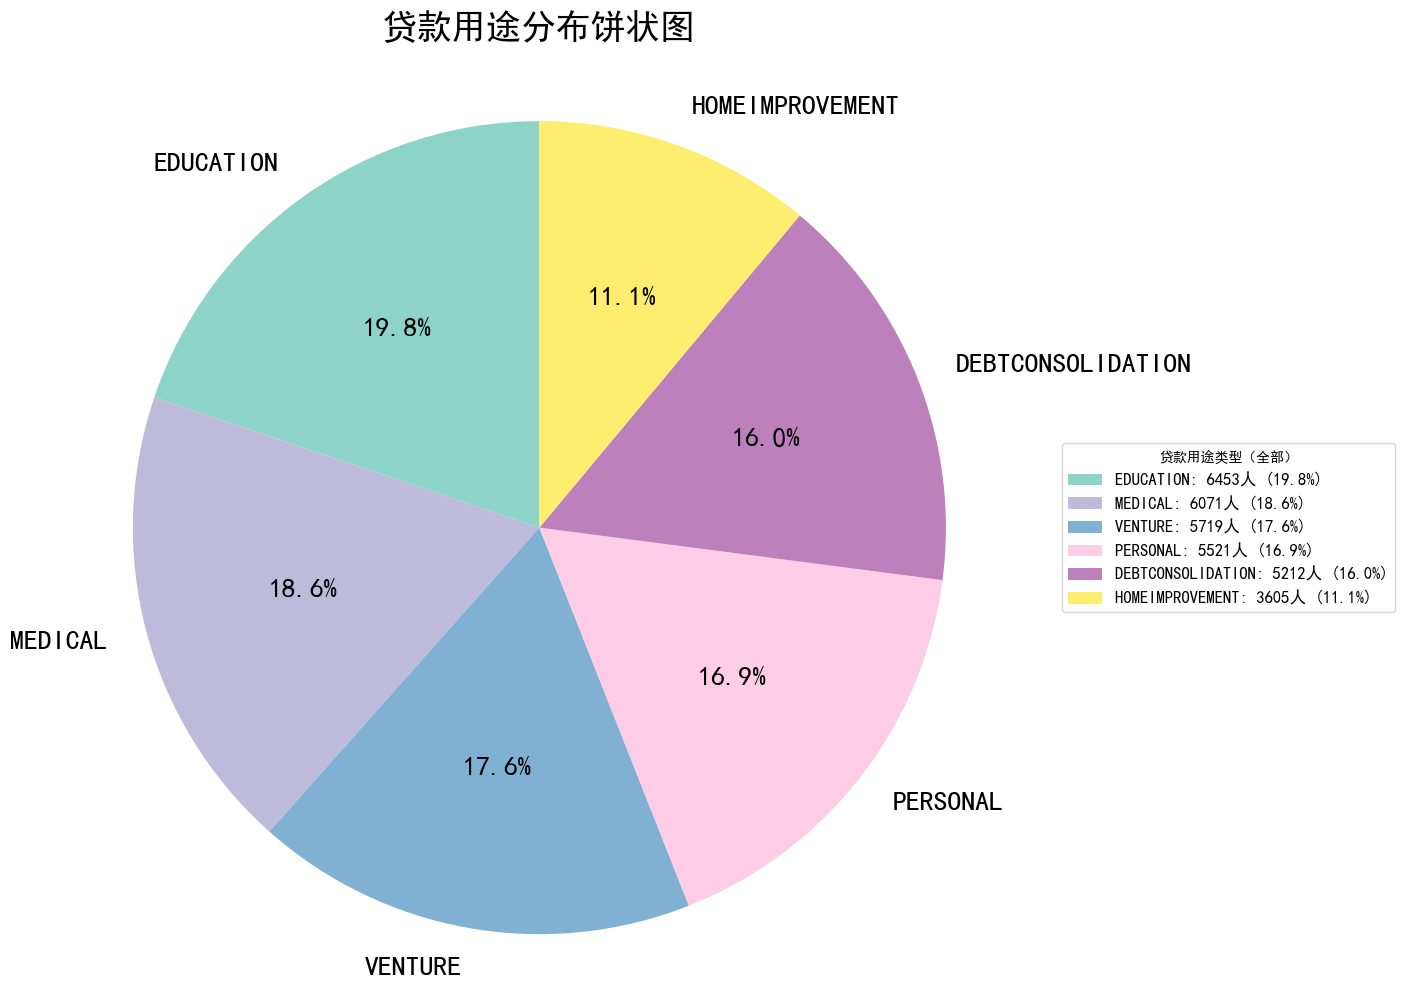 贷款用途分布饼状图
HOMEIMPROVEMENT
EDUCATION
11.1%
19.8%
DEBTCONSOLIDATION
16.0%
贷款用途类型（全部）
EDUCATION: 6453人 (19.8%)
MEDICAL: 6071人 (18.6%)
VENTURE: 5719人 (17.6%)
PERSONAL: 5521人 (16.9%)
DEBTCONSOLIDATION: 5212人 (16.0%)
HOMEIMPROVEMENT: 3605人 (11.1%)
18.6%
MEDICAL
16.9%
17.6%
PERSONAL
VENTURE